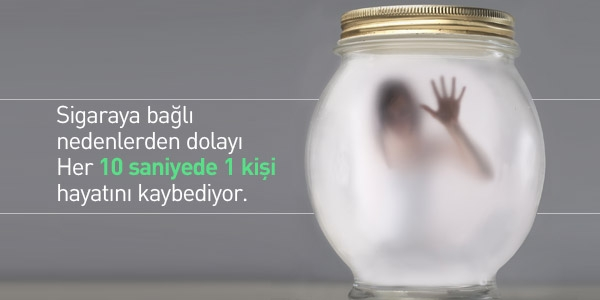 Sigaraya bağlı
nedenlerden dolayı
Her 10 saniyede 1 kişi
hayatını kaybediyor.